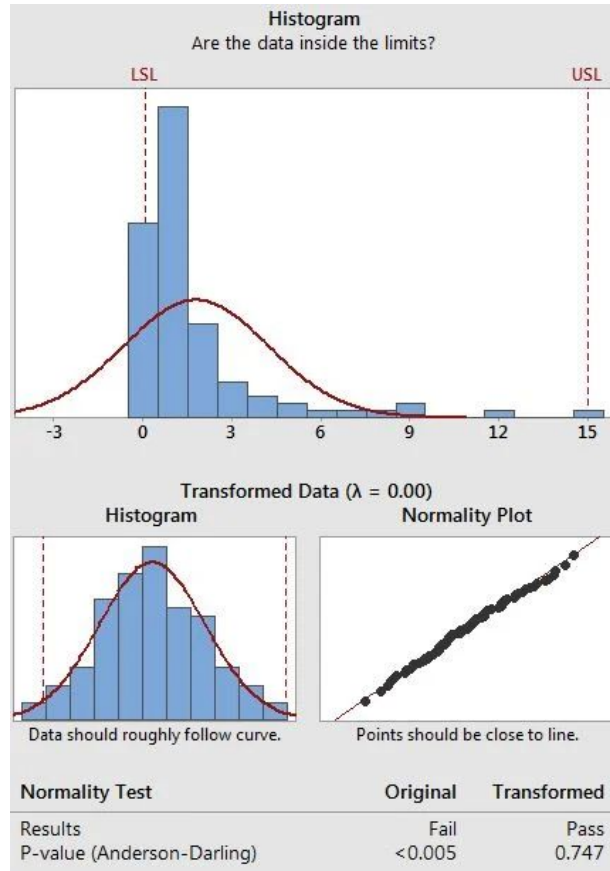 Histogram
Are the data inside the limits?
LSL USL
-3 0 3 6 9 12 15
Transformed Data (λ = 0.00)
Histogram Normality Plot
Data should roughly follow curve. Points should be close to line.
Normality Test Original Transformed
Results Fail Pass
P-value (Anderson-Darling) <0.005 0.747